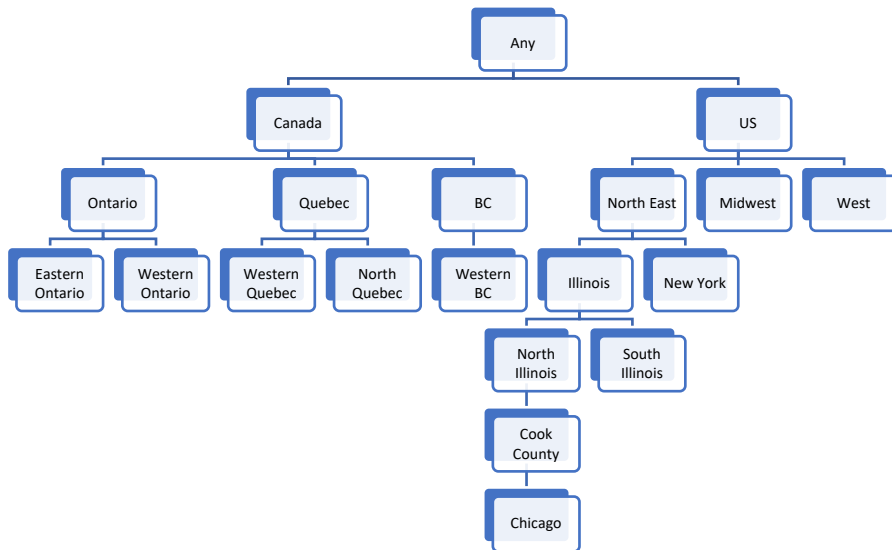 Any
Canada
US
Ontario
Quebec
BC
North East
Midwest
West
Eastern
Ontario
Western
Ontario
Western
Quebec
North
Quebec
Western
BC
Illinois
New York
North
Illinois
South
Illinois
Cook
County
Chicago